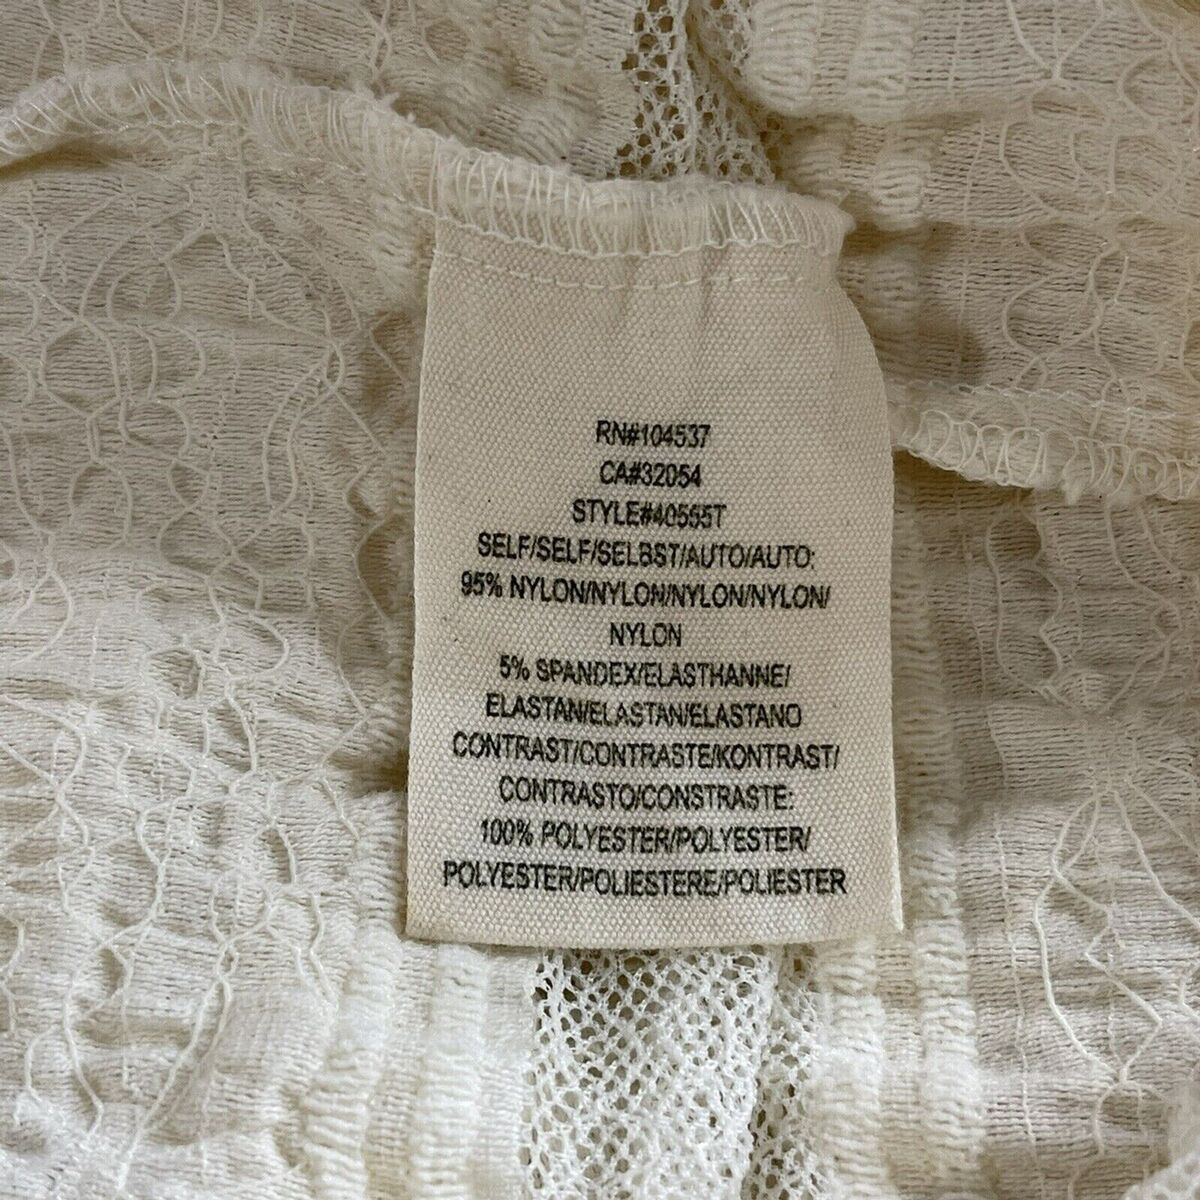 RN#104537
CA#32054
STYLE#40555T
SELF/SELF/SELBST/AUTO/AUTO:
95% NYLON/NYLON/NYLON/NYLON/
NYLON
5% SPANDEX/ELASTHANNE/
ELASTAN/ELASTAN/ELASTANO
CONTRAST/CONTRASTE/KONTRAST/
CONTRASTO/CONSTRASTE:
100% POLYESTER/POLYESTER/
POLYESTER/POLIESTERE/POLIESTER